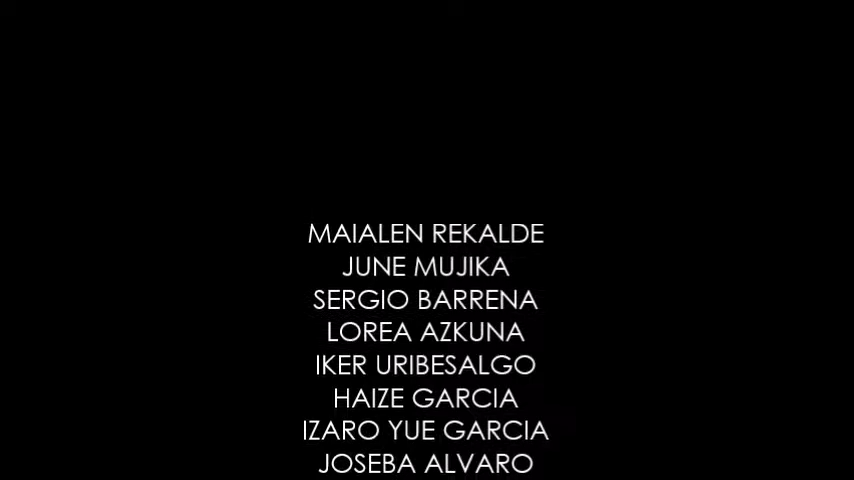 MAIALEN REKALDE
JUNE MUJIKA
SERGIO BARRENA
LOREA AZKUNA
IKER URIBESALGO
HAIZE GARCIA
IZARO YUE GARCIA
JOSEBA ALVARO